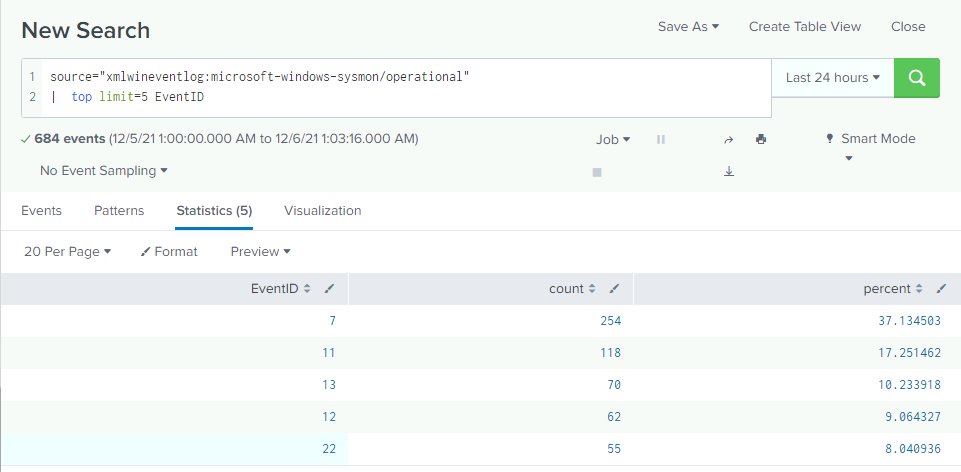 New Search
Save As Create Table View Close
1 source="xmlwineventlog:microsoft-windows-sysmon/operational"
2 | top limit=5 EventID
Last 24 hours
684 events (12/5/21 1:00:00.000 AM to 12/6/21 1:03:16.000 AM)
Job
Smart Mode
No Event Sampling
Events Patterns Statistics (5) Visualization
20 Per Page Format Preview
EventID count percent
7 254 37.134503
11 118 17.251462
13 70 10.233918
12 62 9.064327
22 55 8.040936